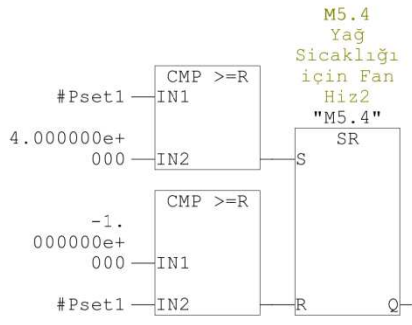 M5.4
Yağ
Sicaklığı
için Fan
Hiz2
"M5.4"
CMP >=R
SR
#Pset1
IN1
4.000000e+
000
IN2
S
CMP >=R
-1.
000000e+
000
IN1
#Pset1
IN2
R
Q